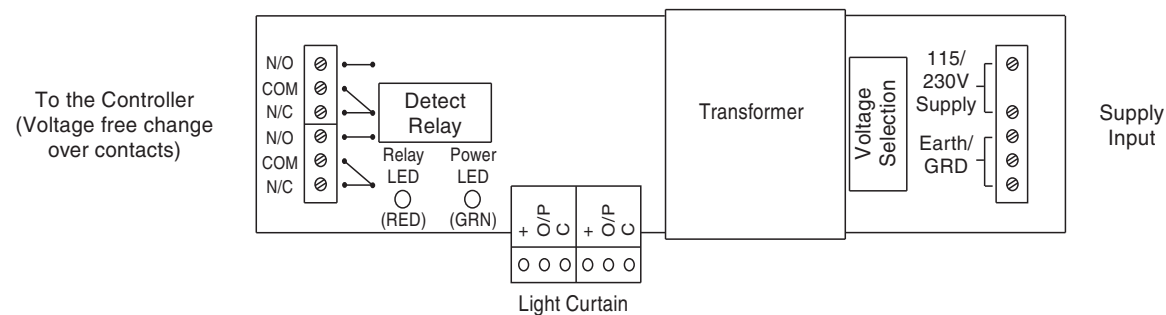 To the Controller
(Voltage free change
over contacts)
N/O
COM
N/C
N/O
COM
N/C
Detect
Relay
Relay
LED
(RED)
Power
LED
(GRN)
+
O/P
C
+
O/P
C
Light Curtain
Transformer
Voltage
Selection
115/
230V
Supply
Earth/
GRD
Supply
Input